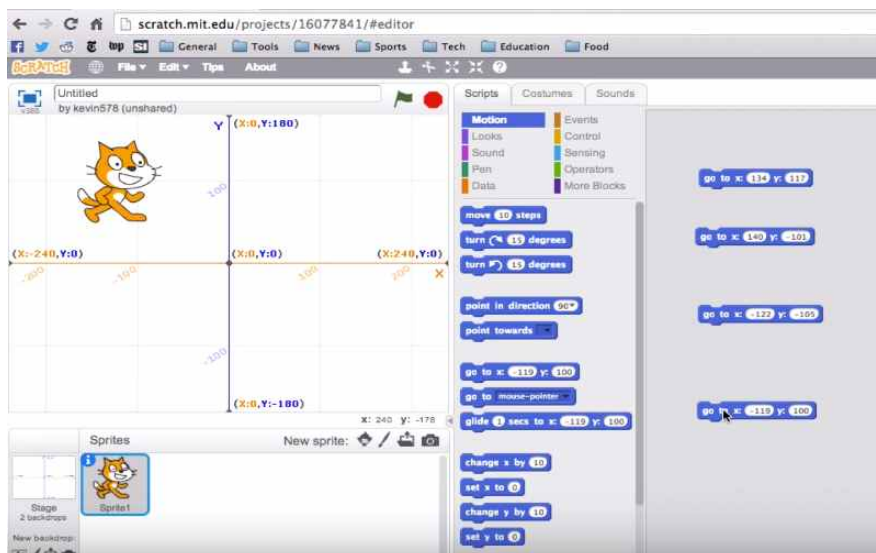 scratch.mit.edu/projects/16077841/#editor
top S1 General Tools News Sports Tech Education Food
SCRATCH File Edit Tips About
Untitled
by kevin578 (unshared)
v385
Scripts Costumes Sounds
Motion Events
Looks Control
Sound Sensing
Pen Operators
Data More Blocks
Y (X:0,Y:180)
100
(X:-240,Y:0) (X:0,Y:0) (X:240,Y:0)
-200 -100 100 200 X
-100
(X:0,Y:-180)
x: 240 y: -178
Sprites New sprite:
Stage
2 backdrops
New backdrop:
Sprite1
move 10 steps
turn 15 degrees
turn 15 degrees
point in direction 90
point towards
go to x: -119 y: 100
go to mouse-pointer
glide 1 secs to x: -119 y: 100
change x by 10
set x to 0
change y by 10
set y to 0
go to x: 134 y: 117
go to x: 140 y: -101
go to x: -122 y: -105
go to x: -119 y: 100